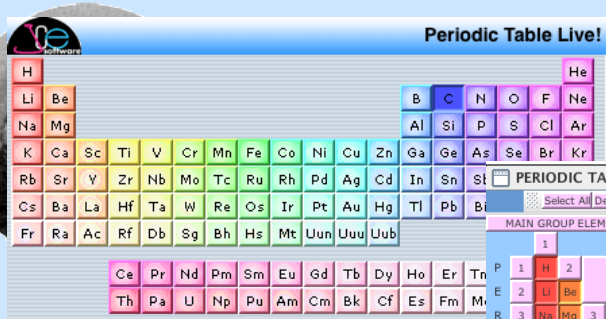 JCE
software
Periodic Table Live!
H He
Li Be B C N O F Ne
Na Mg Al Si P S Cl Ar
K Ca Sc Ti V Cr Mn Fe Co Ni Cu Zn Ga Ge As Se Br Kr
Rb Sr Y Zr Nb Mo Tc Ru Rh Pd Ag Cd In Sn
Cs Ba La Hf Ta W Re Os Ir Pt Au Hg Tl Pb Bi
Fr Ra Ac Rf Db Sg Bh Hs Mt Uun Uuu Uub
Ce Pr Nd Pm Sm Eu Gd Tb Dy Ho Er
Th Pa U Np Pu Am Cm Bk Cf Es Fm
PERIODIC TA
Select All De
MAIN GROUP ELEM
1
P 1 H 2
E 2 Li Be
R 3 Na Mg 3